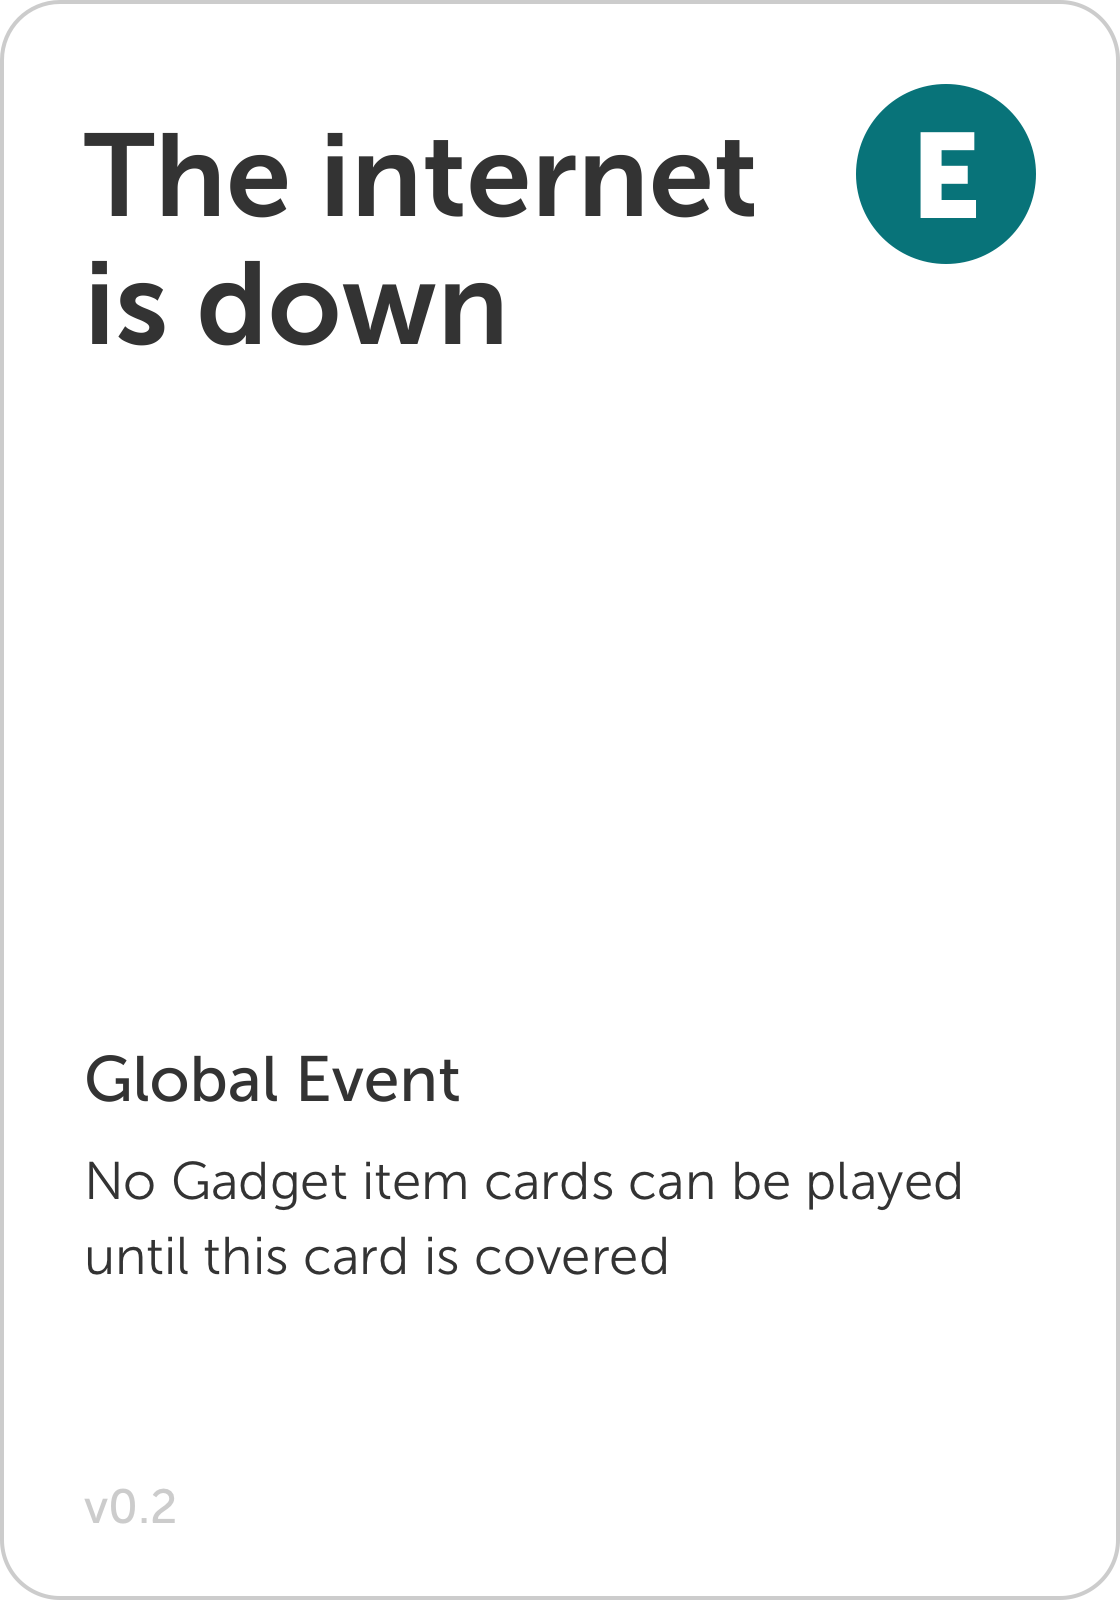 The internet
is down
E
Global Event
No Gadget item cards can be played
until this card is covered
v0.2